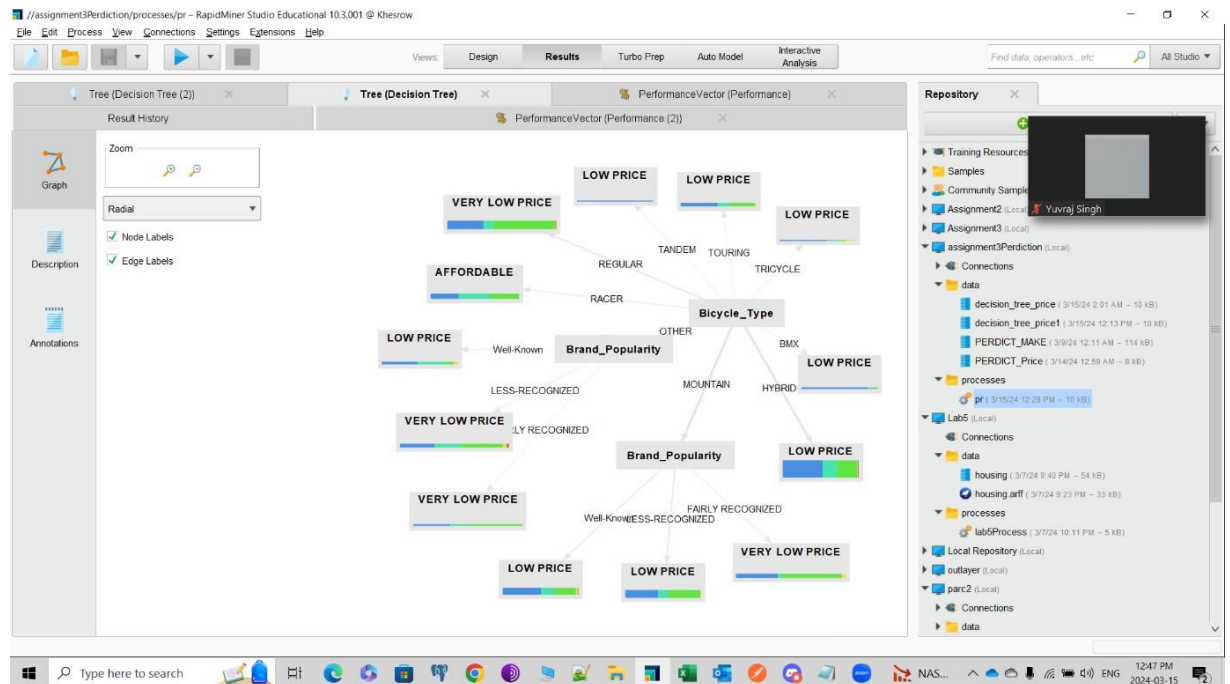 //assignment3Perdiction/processes/pr – RapidMiner Studio Educational 10.3.001 @ Khesrow
File Edit Process View Connections Settings Extensions Help
Views: Design Results Turbo Prep Auto Model Interactive Analysis
Find data, operators...etc
All Studio
Tree (Decision Tree (2))
Tree (Decision Tree)
PerformanceVector (Performance)
Result History
PerformanceVector (Performance (2))
Graph
Description
Annotations
Zoom
Radial
Node Labels
Edge Labels
LOW PRICE
LOW PRICE
VERY LOW PRICE
LOW PRICE
TANDEM
TOURING
REGULAR
TRICYCLE
AFFORDABLE
RACER
Bicycle_Type
OTHER
LOW PRICE
Well-Known
Brand_Popularity
BMX
LOW PRICE
MOUNTAIN
HYBRID
LESS-RECOGNIZED
VERY LOW PRICE
LY RECOGNIZED
Brand_Popularity
LOW PRICE
VERY LOW PRICE
FAIRLY RECOGNIZED
Well-Known
LESS-RECOGNIZED
VERY LOW PRICE
LOW PRICE
LOW PRICE
Repository
Training Resources
Samples
Community Sample
Assignment2 (Local)
Assignment3 (Local)
Yuvraj Singh
assignment3Perdiction (Local)
Connections
data
decision_tree_price ( 3/15/24 2:01 AM – 10 kB)
decision_tree_price1 ( 3/15/24 12:13 PM – 10 kB)
PERDICT_MAKE ( 3/9/24 12:11 AM – 114 kB)
PERDICT_Price ( 3/14/24 12:59 AM – 8 kB)
processes
pr ( 3/15/24 12:28 PM – 10 kB)
Lab5 (Local)
Connections
data
housing ( 3/7/24 9:40 PM – 54 kB)
housing.arff ( 3/7/24 9:23 PM – 33 kB)
processes
lab5Process ( 3/7/24 10:11 PM – 5 kB)
Local Repository (Local)
outlayer (Local)
parc2 (Local)
Connections
data
Type here to search
NAS...
ENG
12:47 PM
2024-03-15